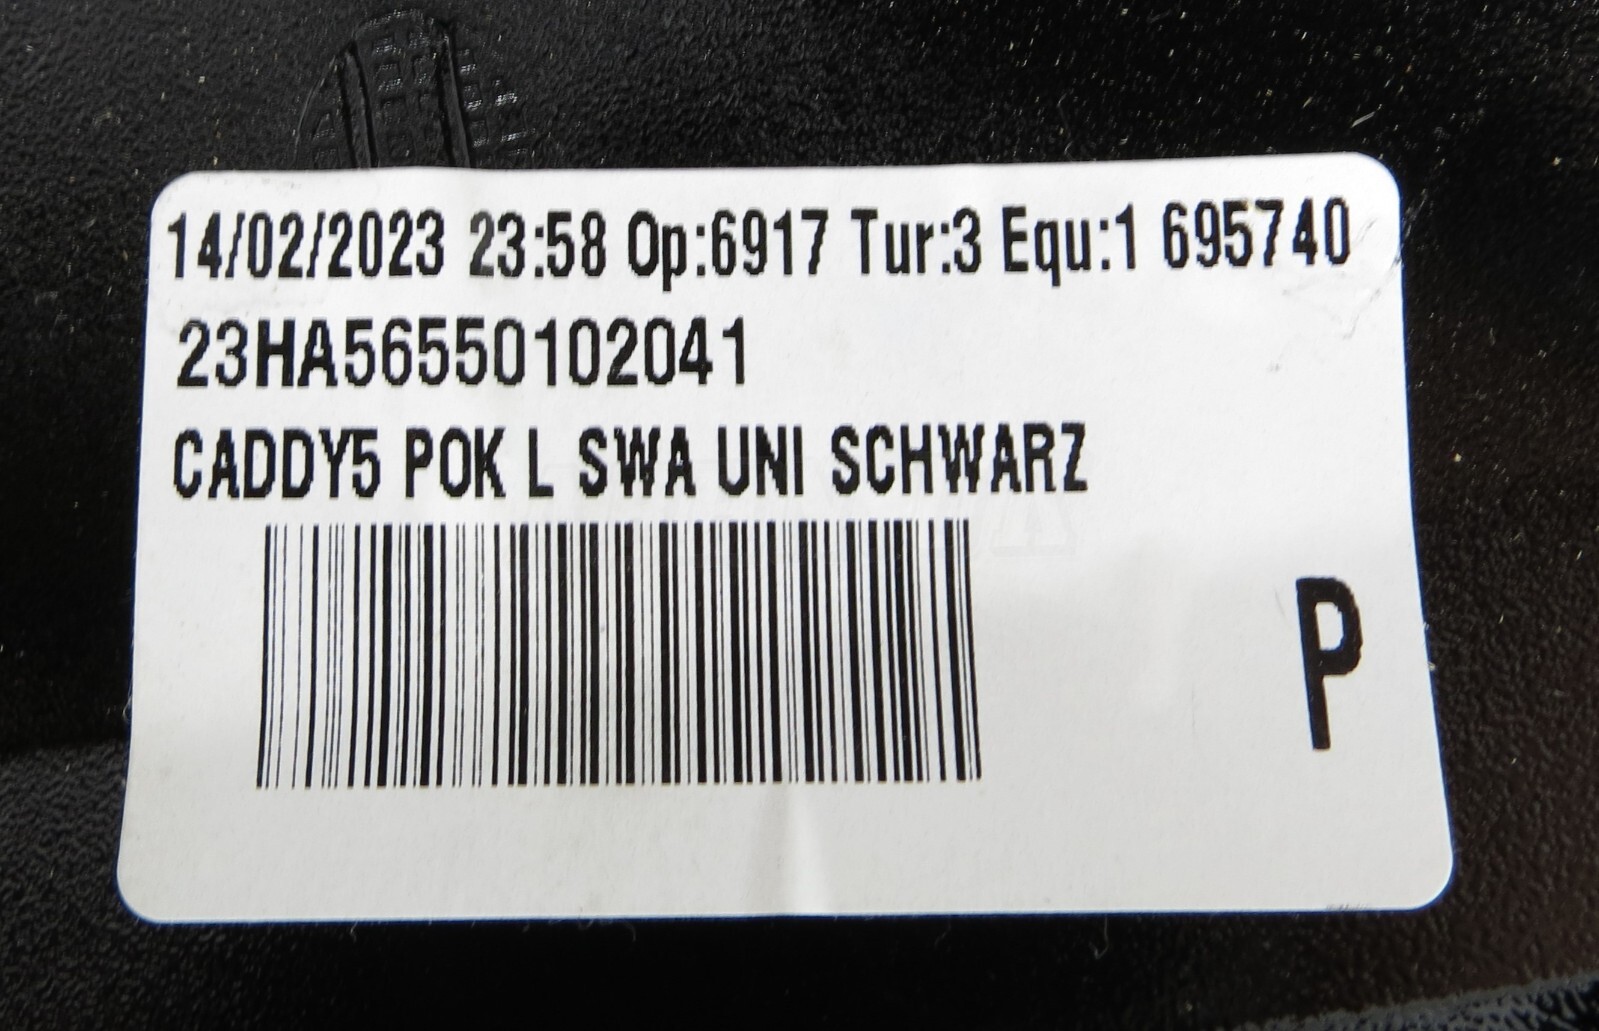 14/02/2023 23:58 Op:6917 Tur:3 Equ:1 695740
23HA56550102041
CADDY5 POK L SWA UNI SCHWARZ
P